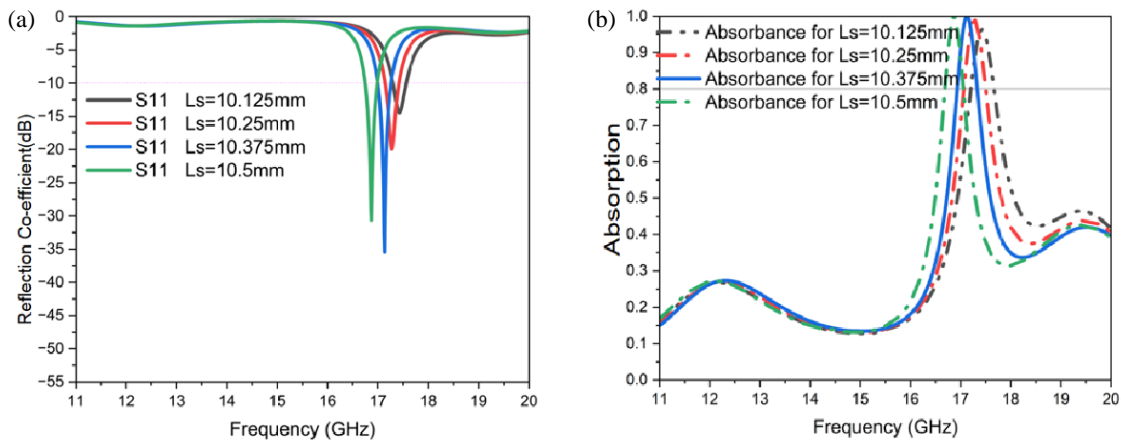 (a)
0
−5
−10
−15
−20
−25
−30
−35
−40
−45
−50
−55
Reflection Co-efficient(dB)
S11 Ls=10.125mm
S11 Ls=10.25mm
S11 Ls=10.375mm
S11 Ls=10.5mm
11 12 13 14 15 16 17 18 19 20
Frequency (GHz)
(b)
1.0
0.9
0.8
0.7
0.6
0.5
0.4
0.3
0.2
0.1
0.0
Absorption
Absorbance for Ls=10.125mm
Absorbance for Ls=10.25mm
Absorbance for Ls=10.375mm
Absorbance for Ls=10.5mm
11 12 13 14 15 16 17 18 19 20
Frequency (GHz)